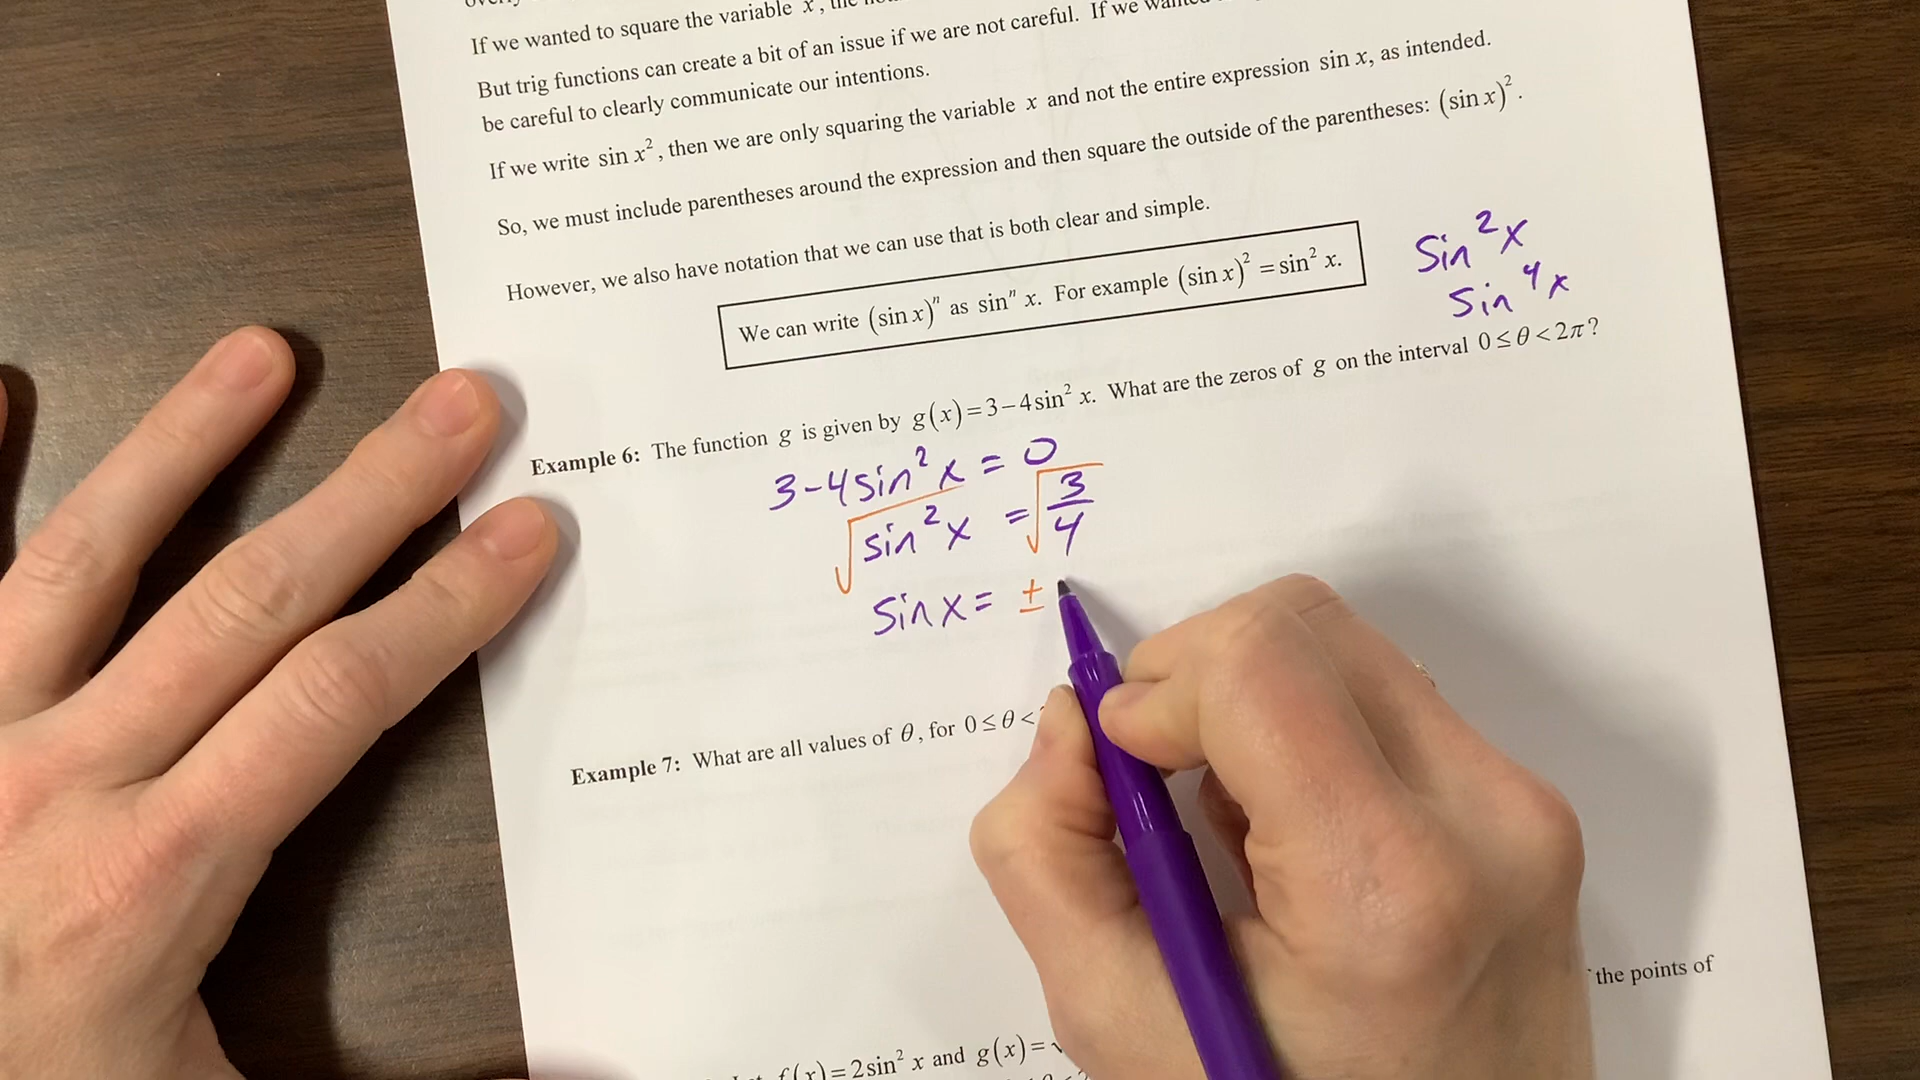 If we wanted to square the variable x, the
But trig functions can create a bit of an issue if we are not careful. If we wanted
be careful to clearly communicate our intentions.
If we write sin x², then we are only squaring the variable x and not the entire expression sin x, as intended.
So, we must include parentheses around the expression and then square the outside of the parentheses: (sin x)².
However, we also have notation that we can use that is both clear and simple.
We can write (sin x)ⁿ as sinⁿ x. For example (sin x)² = sin² x.
sin²x
sin⁴x
Example 6: The function g is given by g(x)=3−4sin² x. What are the zeros of g on the interval 0≤θ<2π?
3-4sin²x = 0
√sin²x = √3/4
sin x = ±
Example 7: What are all values of θ, for 0≤θ<
the points of
f(x)=2sin² x and g(x)=